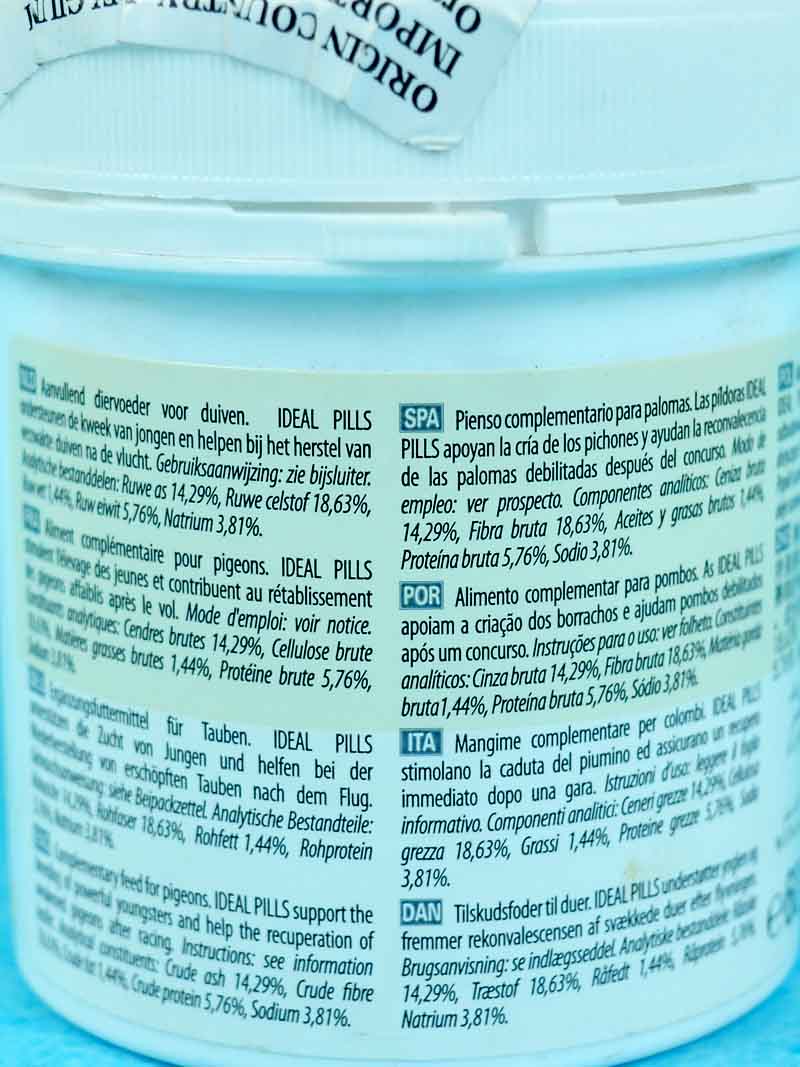 ORIGIN COUNTRY
IMPORT
Aanvullend diervoeder voor duiven. IDEAL PILLS
ondersteunen de kweek van jongen en helpen bij het herstel van
verzwakte duiven na de vlucht. Gebruiksaanwijzing: zie bijsluiter.
Analytische bestanddelen: Ruwe as 14,29%, Ruwe celstof 18,63%,
Ruw vet 1,44%, Ruw eiwit 5,76%, Natrium 3,81%.
Aliment complémentaire pour pigeons. IDEAL PILLS
stimulent l'élevage des jeunes et contribuent au rétablissement
des pigeons affaiblis après le vol. Mode d'emploi: voir notice.
Constituants analytiques: Cendres brutes 14,29%, Cellulose brute
18,63%, Matières grasses brutes 1,44%, Protéine brute 5,76%,
Sodium 3,81%.
Ergänzungsfuttermittel für Tauben. IDEAL PILLS
unterstützen die Zucht von Jungen und helfen bei der
Wiederherstellung von erschöpften Tauben nach dem Flug.
Gebrauchsanweisung: siehe Beipackzettel. Analytische Bestandteile:
Rohasche 14,29%, Rohfaser 18,63%, Rohfett 1,44%, Rohprotein
5,76%, Natrium 3,81%.
Complementary feed for pigeons. IDEAL PILLS support the
breeding of powerful youngsters and help the recuperation of
weakened pigeons after racing. Instructions: see information
Analytical constituents: Crude ash 14,29%, Crude fibre
18,63%, Crude fat 1,44%, Crude protein 5,76%, Sodium 3,81%.
SPA Pienso complementario para palomas. Las píldoras IDEAL
PILLS apoyan la cría de los pichones y ayudan la reconvalecencia
de las palomas debilitadas después del concurso. Modo de
empleo: ver prospecto. Componentes analíticos: Ceniza bruta
14,29%, Fibra bruta 18,63%, Aceites y grasas brutos 1,44%,
Proteína bruta 5,76%, Sodio 3,81%.
POR Alimento complementar para pombos. As IDEAL PILLS
apoiam a criação dos borrachos e ajudam pombos debilitados
após um concurso. Instruções para o uso: ver folheto. Constituintes
analíticos: Cinza bruta 14,29%, Fibra bruta 18,63%, Matéria gorda
bruta1,44%, Proteína bruta 5,76%, Sódio 3,81%.
ITA Mangime complementare per colombi. IDEAL PILLS
stimolano la caduta del piumino ed assicurano un recupero
immediato dopo una gara. Istruzioni d'uso: leggere il foglio
informativo. Componenti analitici: Ceneri grezze 14,29%, Cellulosa
grezza 18,63%, Grassi 1,44%, Proteine grezze 5,76%, Sodio
3,81%.
DAN Tilskudsfoder til duer. IDEAL PILLS understøtter ynglen og
fremmer rekonvalescensen af svækkede duer efter flyvningen.
Brugsanvisning: se indlægsseddel. Analytiske bestanddele: Råaske
14,29%, Træstof 18,63%, Råfedt 1,44%, Råprotein 5,76%,
Natrium 3,81%.